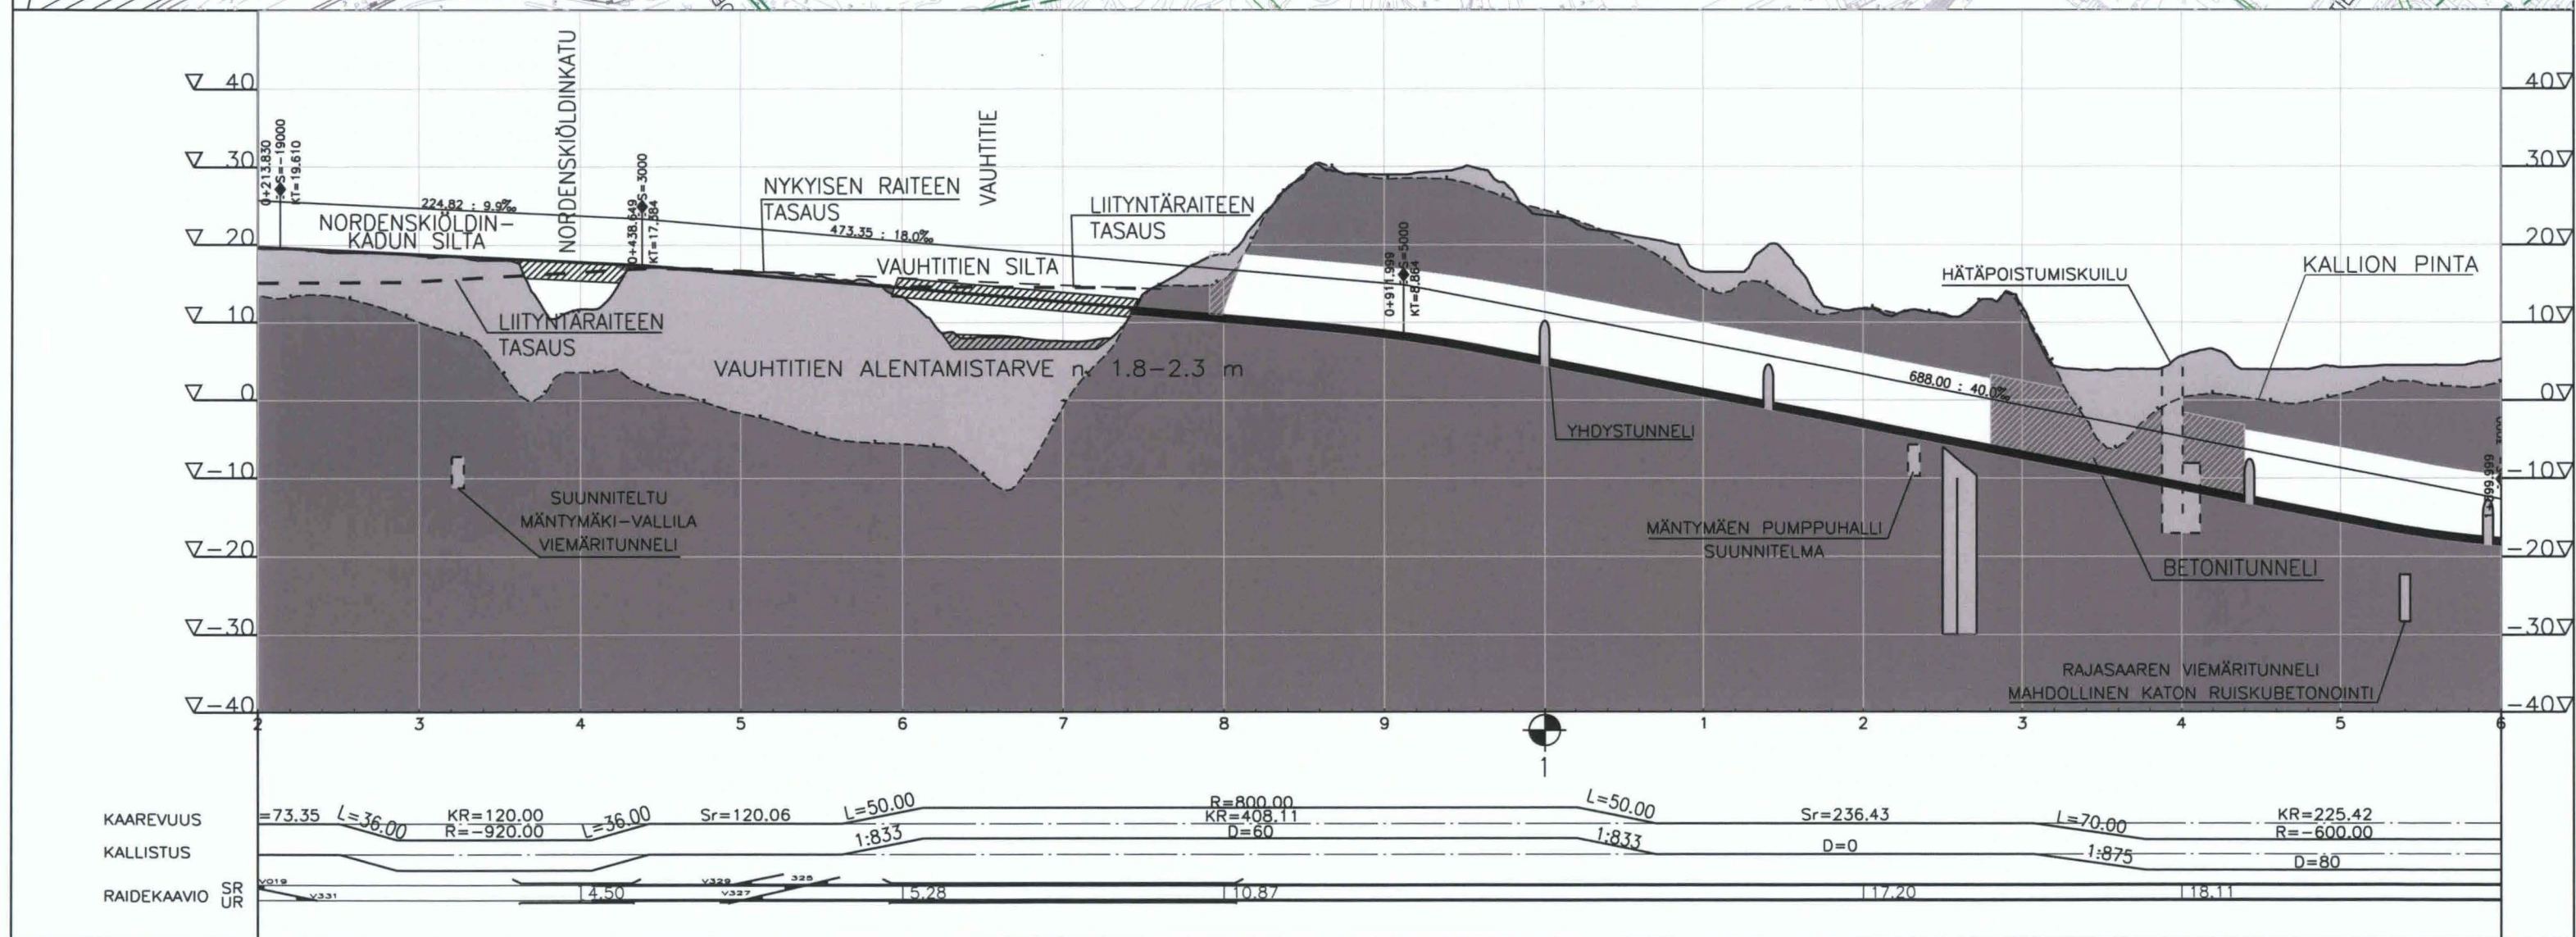 NORDENSKIÖLDINKATU
VAUHTITIE
40
30
20
10
0
-10
-20
-30
-40
0+213.830
S=-19000
KT=19.610
224.82 : 9.9‰
NORDENSKIÖLDIN-
KADUN SILTA
0+438.649
S=3000
KT=17.384
NYKYISEN RAITEEN
TASAUS
473.35 : 18.0‰
LIITYNTÄRAITEEN
TASAUS
VAUHTITIEN SILTA
LIITYNTÄRAITEEN
TASAUS
VAUHTITIEN ALENTAMISTARVE n. 1.8-2.3 m
0+911.999
S=5000
KT=8.864
688.00 : 40.0‰
HÄTÄPOISTUMISKUILU
KALLION PINTA
YHDYSTUNNELI
SUUNNITELTU
MÄNTYMÄKI-VALLILA
VIEMÄRITUNNELI
MÄNTYMÄEN PUMPPUHALLI
SUUNNITELMA
BETONITUNNELI
RAJASAAREN VIEMÄRITUNNELI
MAHDOLLINEN KATON RUISKUBETONOINTI
40
30
20
10
0
-10
-20
-30
-40
2 3 4 5 6 7 8 9 1 2 3 4 5 6
1
KAAREVUUS =73.35 L=36.00 KR=120.00 L=36.00 Sr=120.06 L=50.00 R=800.00 L=50.00 Sr=236.43 L=70.00 KR=225.42
R=-920.00 KR=408.11 R=-600.00
KALLISTUS 1:833 D=60 1:833 D=0 1:875 D=80
RAIDEKAAVIO SR V019 V329 325
UR V331 4.50 V327 5.28 10.87 17.20 18.11